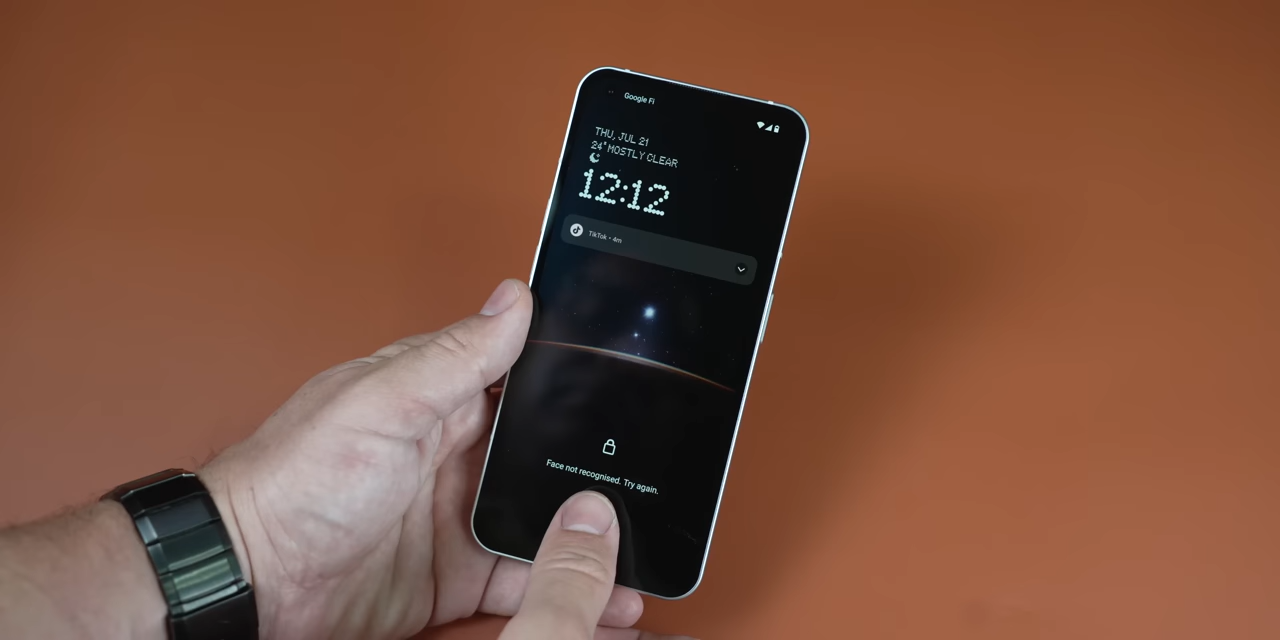 Google Fi
THU, JUL 21
24° MOSTLY CLEAR
12:12
TikTok • 4m
Face not recognised. Try again.